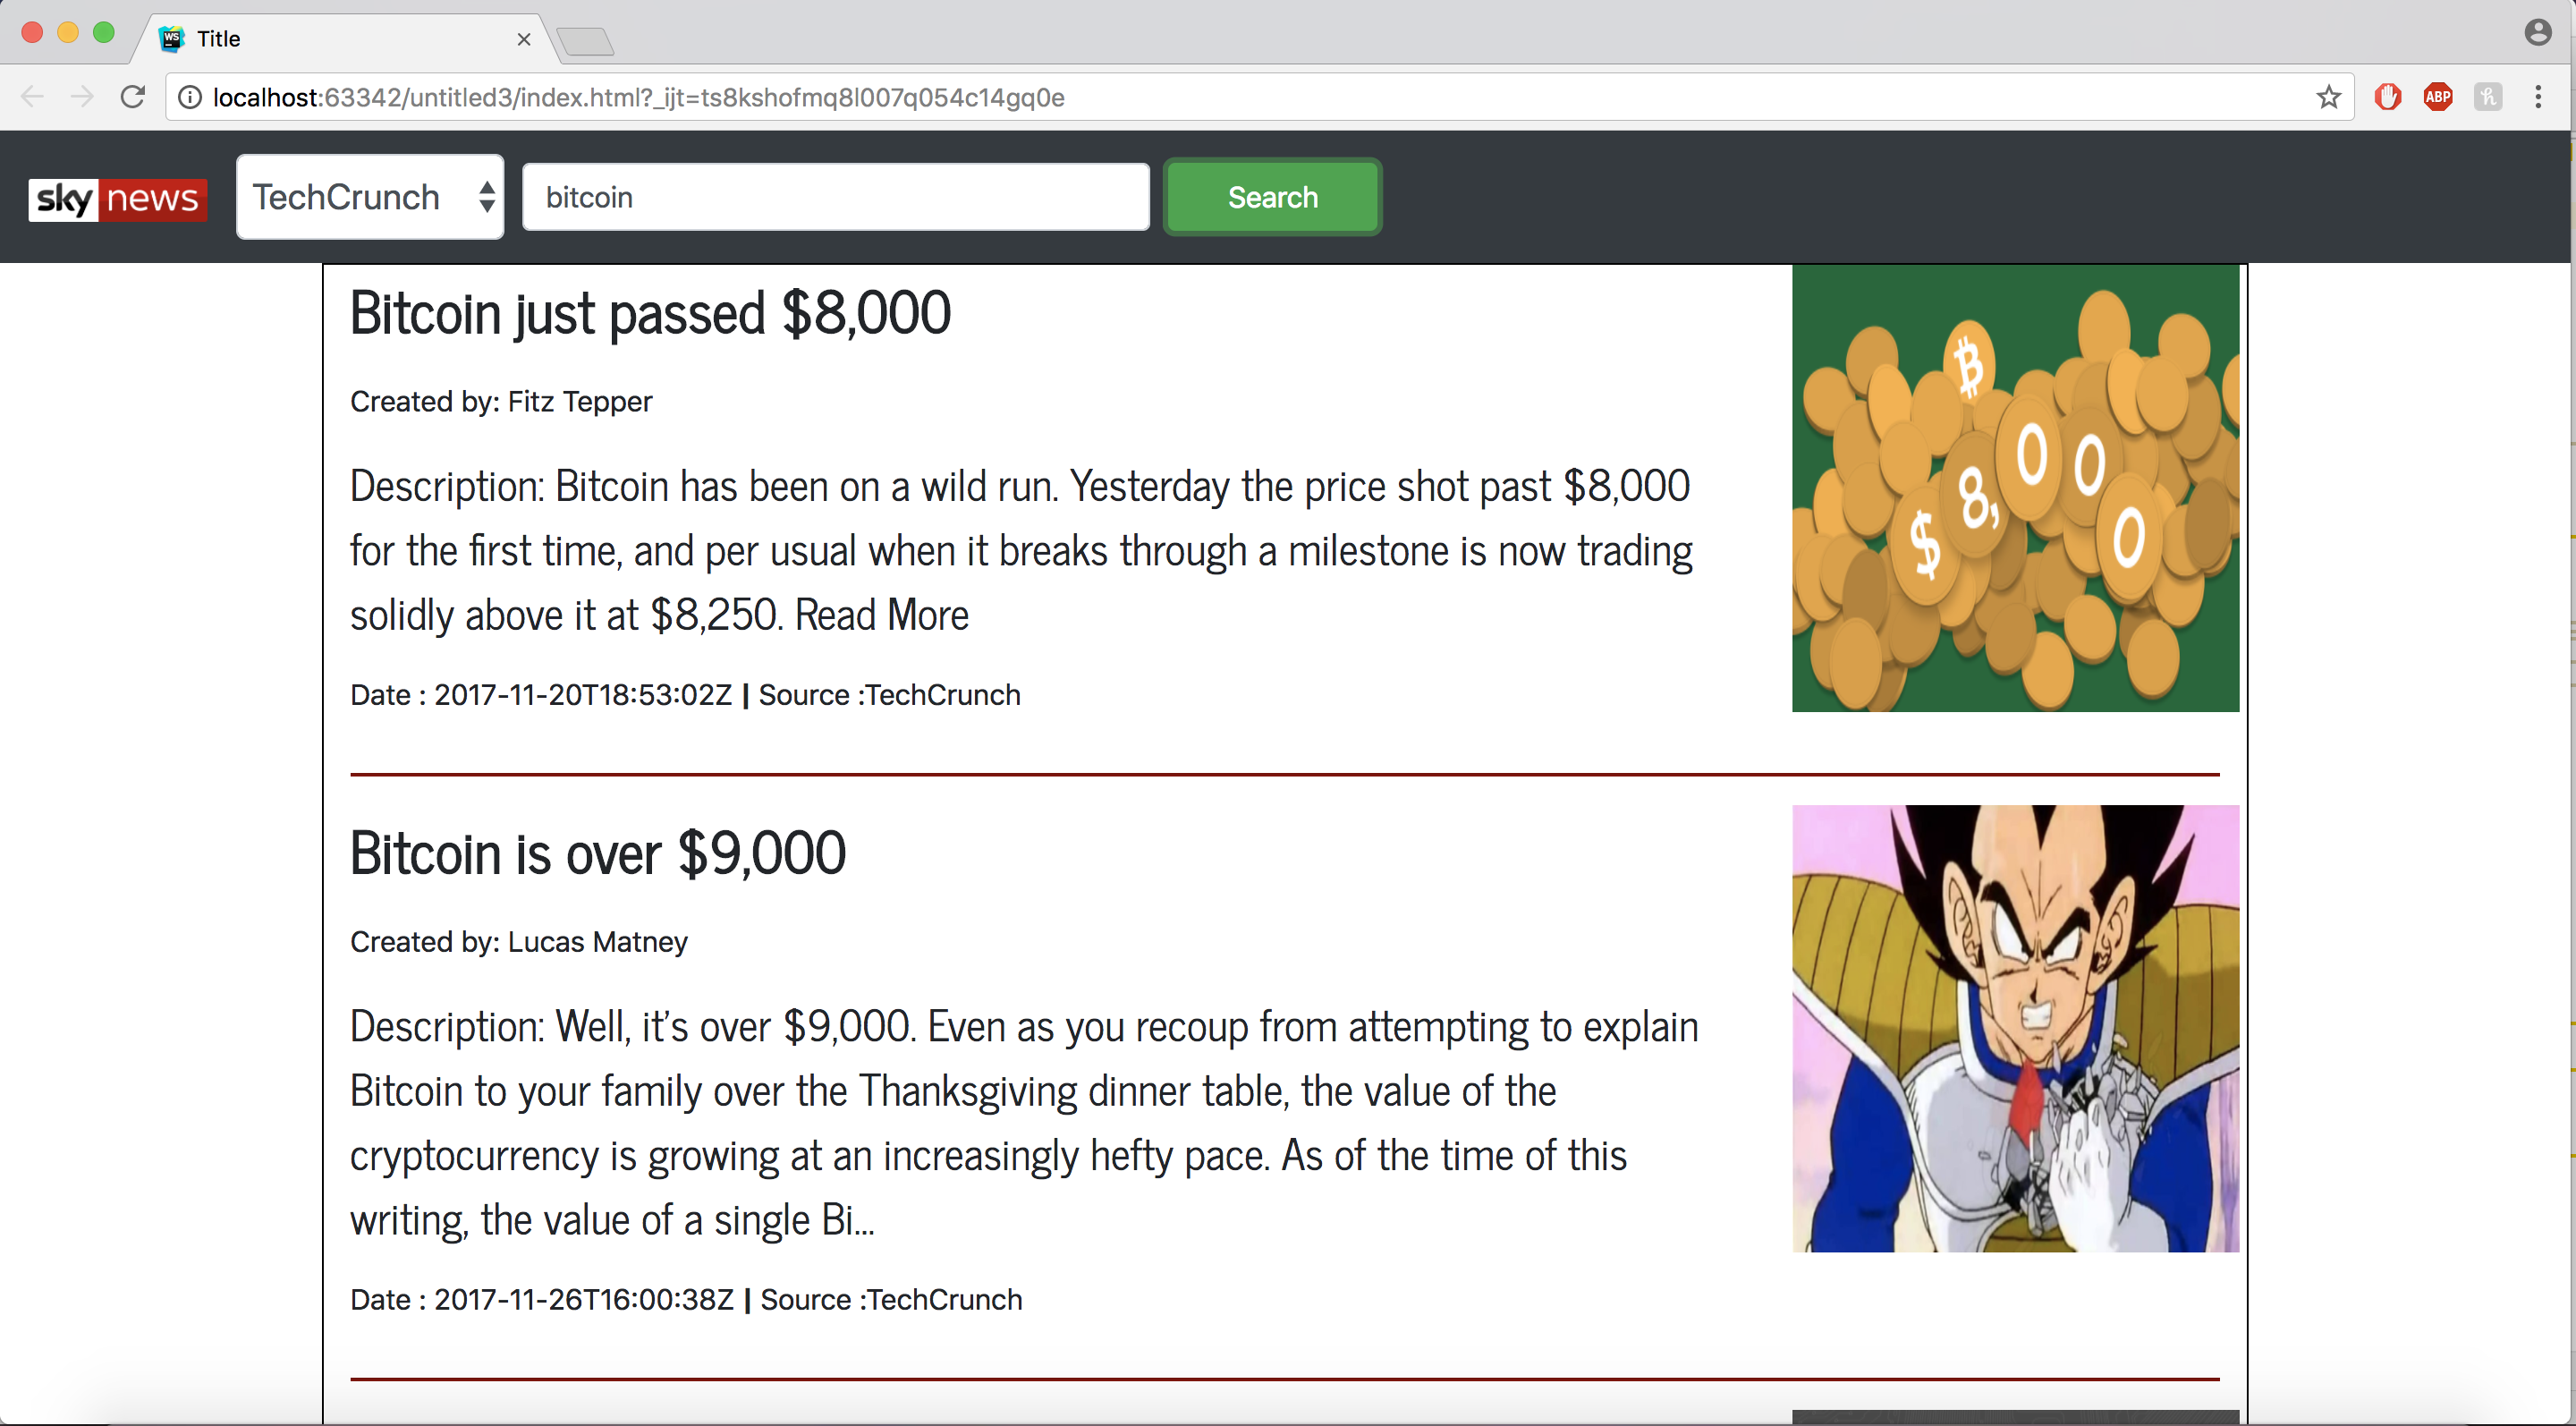 WS
Title
localhost:63342/untitled3/index.html?_ijt=ts8kshofmq8l007q054c14gq0e
ABP
sky news
TechCrunch
bitcoin
Search
Bitcoin just passed $8,000
Created by: Fitz Tepper
Description: Bitcoin has been on a wild run. Yesterday the price shot past $8,000
for the first time, and per usual when it breaks through a milestone is now trading
solidly above it at $8,250. Read More
Date : 2017-11-20T18:53:02Z | Source :TechCrunch
₿
$8,000
Bitcoin is over $9,000
Created by: Lucas Matney
Description: Well, it’s over $9,000. Even as you recoup from attempting to explain
Bitcoin to your family over the Thanksgiving dinner table, the value of the
cryptocurrency is growing at an increasingly hefty pace. As of the time of this
writing, the value of a single Bi...
Date : 2017-11-26T16:00:38Z | Source :TechCrunch